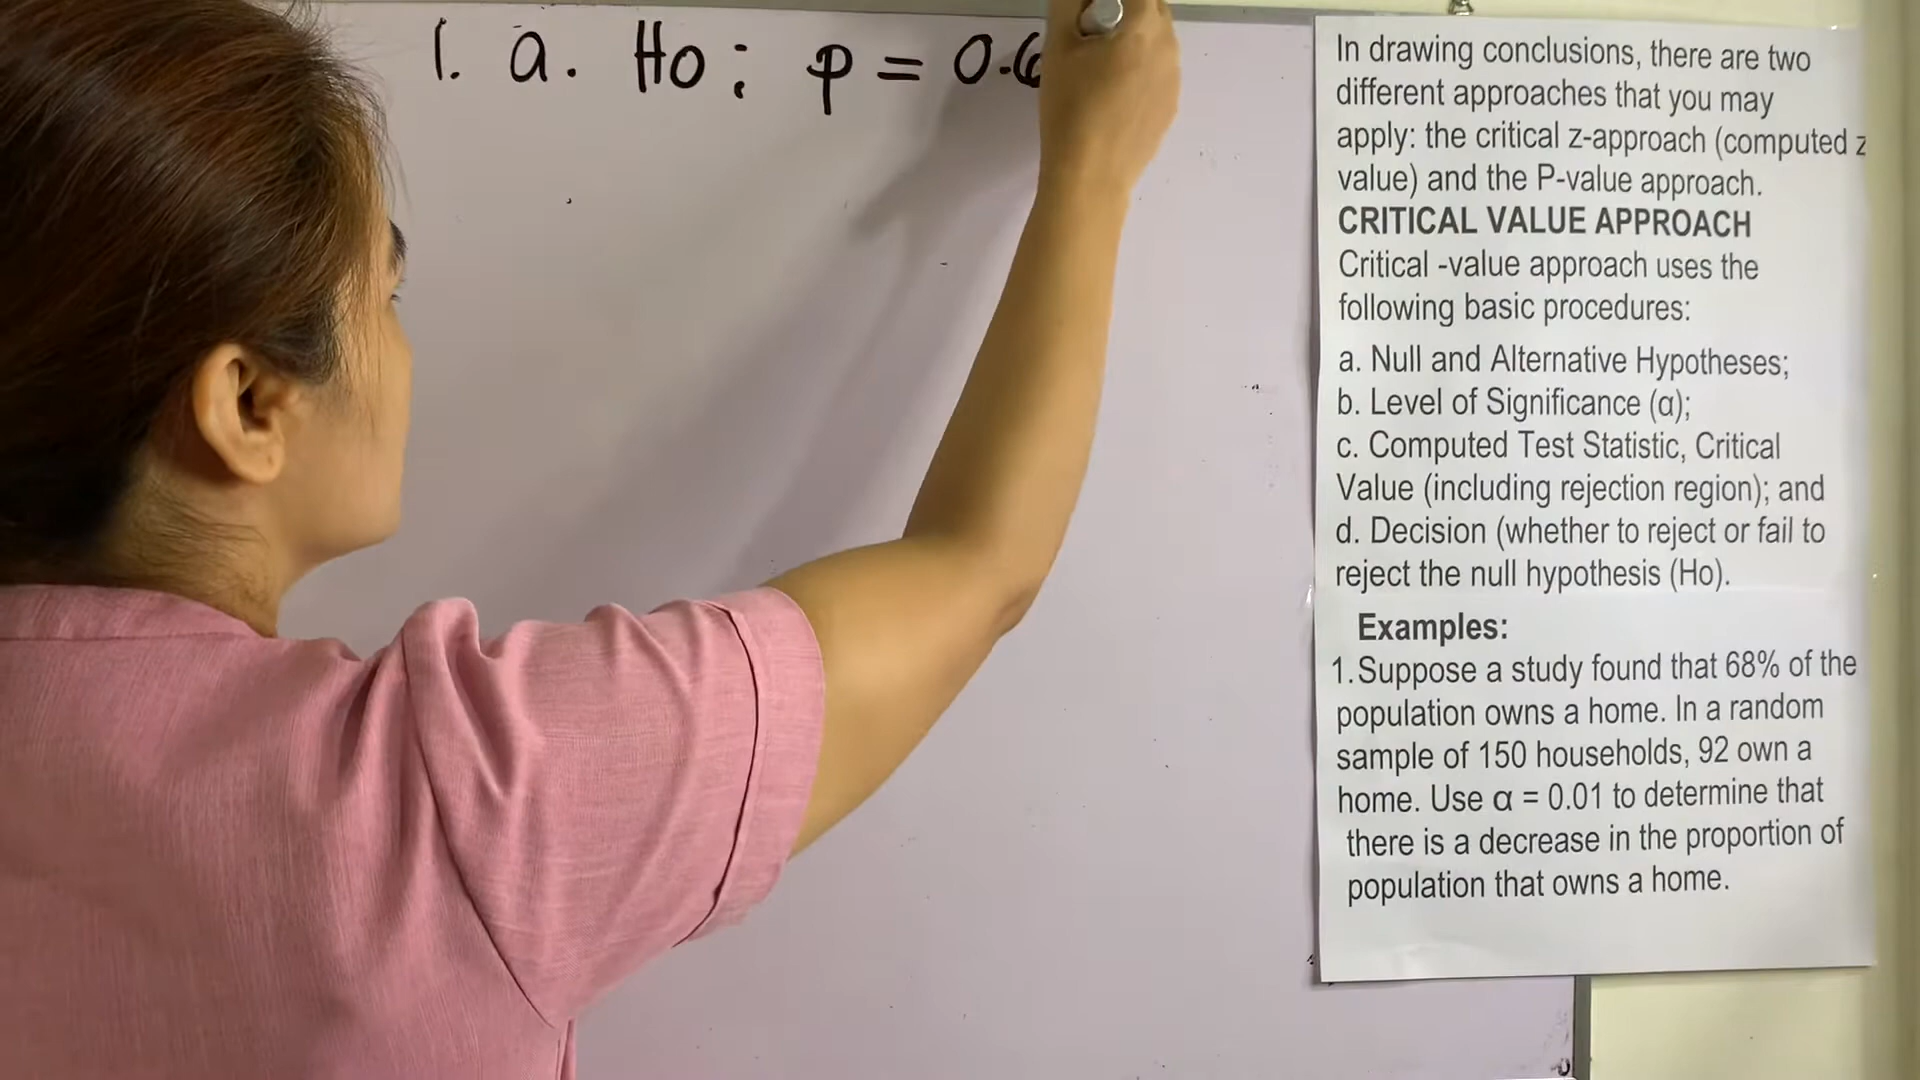 1. a. Ho: p = 0.6
In drawing conclusions, there are two
different approaches that you may
apply: the critical z-approach (computed z
value) and the P-value approach.
CRITICAL VALUE APPROACH
Critical -value approach uses the
following basic procedures:
a. Null and Alternative Hypotheses;
b. Level of Significance (α);
c. Computed Test Statistic, Critical
Value (including rejection region); and
d. Decision (whether to reject or fail to
reject the null hypothesis (Ho).
Examples:
1.Suppose a study found that 68% of the
population owns a home. In a random
sample of 150 households, 92 own a
home. Use α = 0.01 to determine that
there is a decrease in the proportion of
population that owns a home.